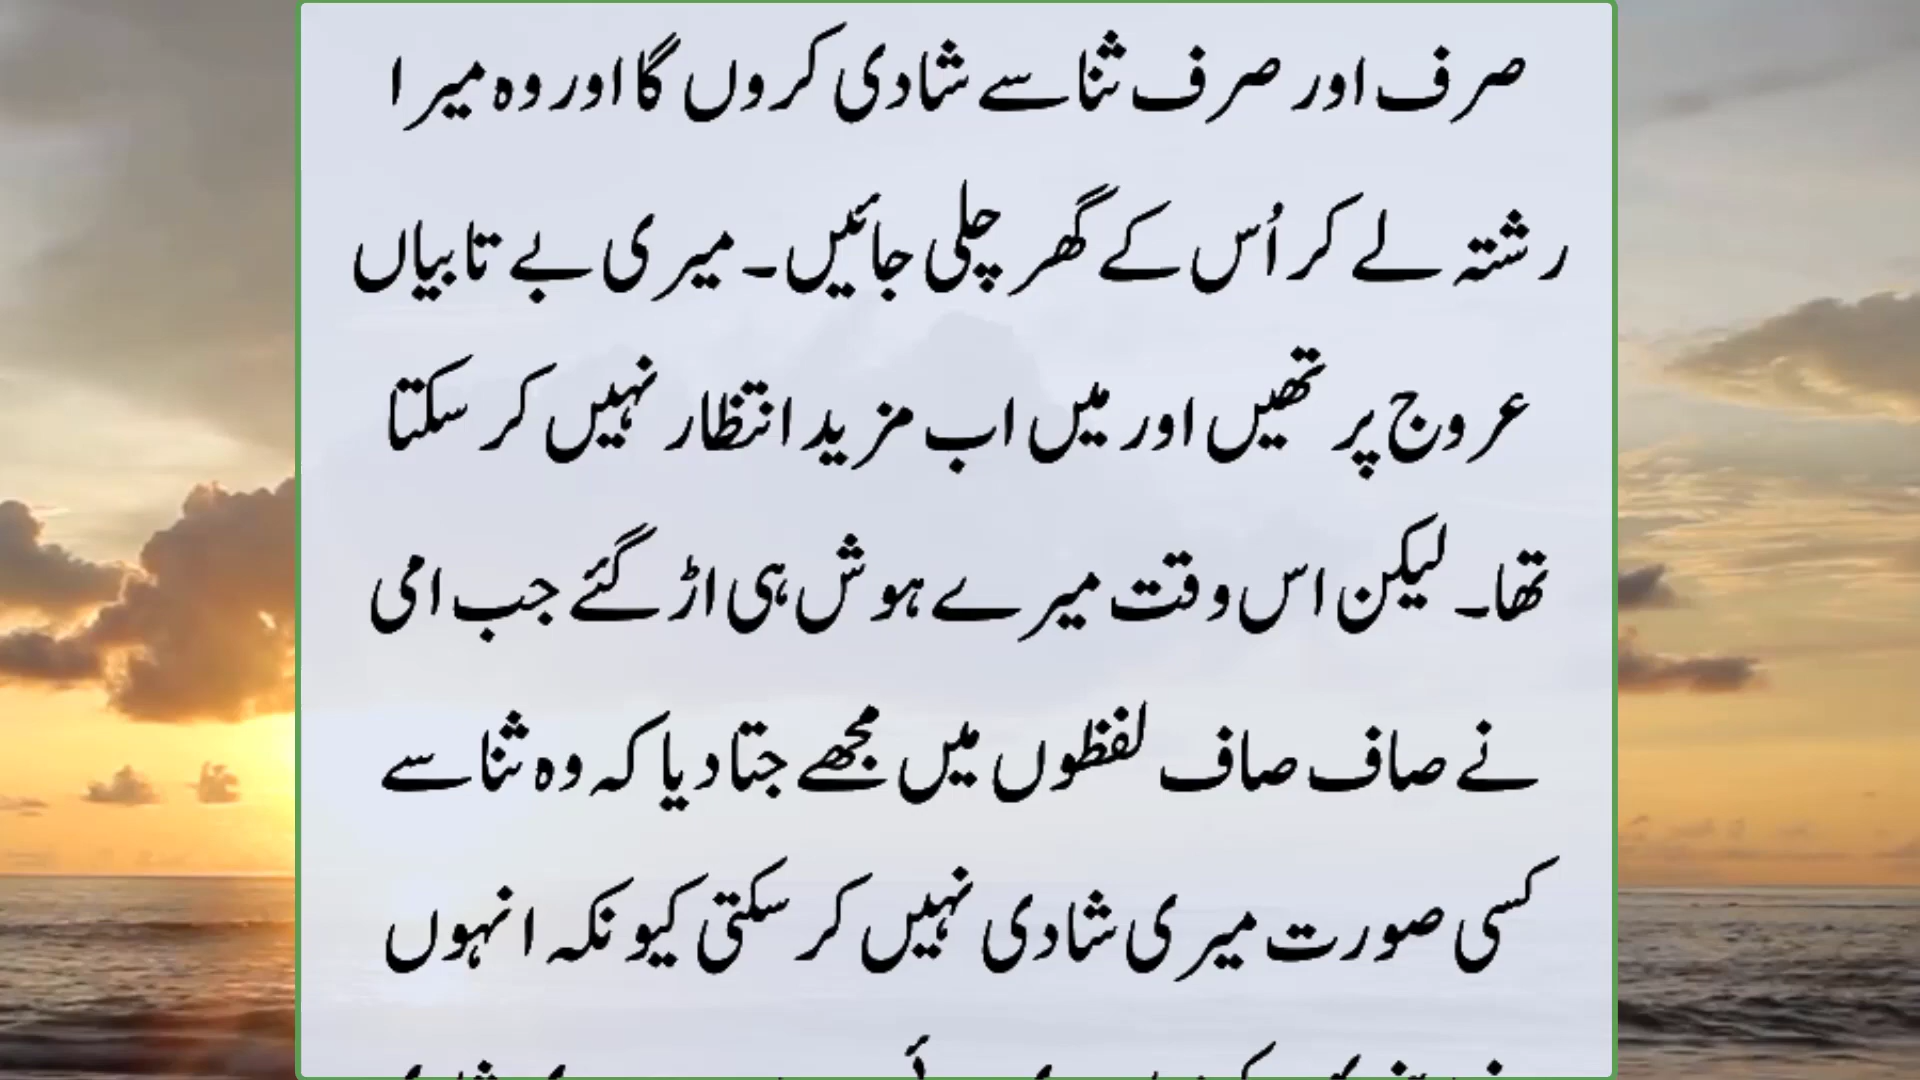 صرف اور صرف ثنا سے شادی کروں گا اور وہ میرا
رشتہ لے کر اُس کے گھر چلی جائیں۔ میری بے تابیاں
عروج پر تھیں اور میں اب مزید انتظار نہیں کر سکتا
تھا۔ لیکن اس وقت میرے ہوش ہی اڑ گئے جب امی
نے صاف صاف لفظوں میں مجھے جتا دیا کہ وہ ثنا سے
کسی صورت میری شادی نہیں کر سکتی کیونکہ انہوں